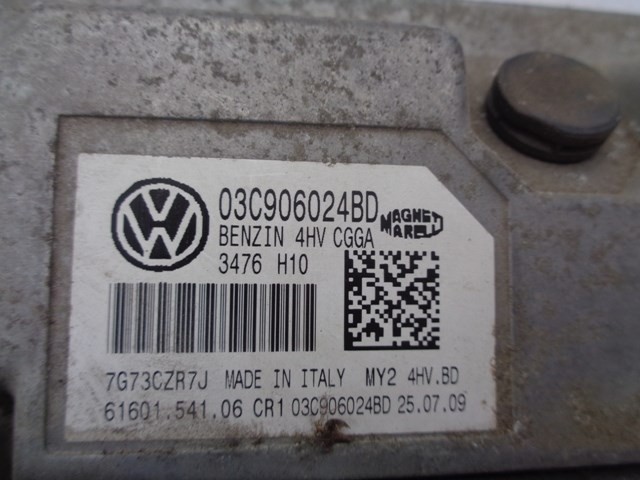 03C906024BD
BENZIN 4HV CGGA
MAGNETI
MARELLI
3476 H10
7G73CZR7J MADE IN ITALY MY2 4HV.BD
61601.541.06 CR1 03C906024BD 25.07.09